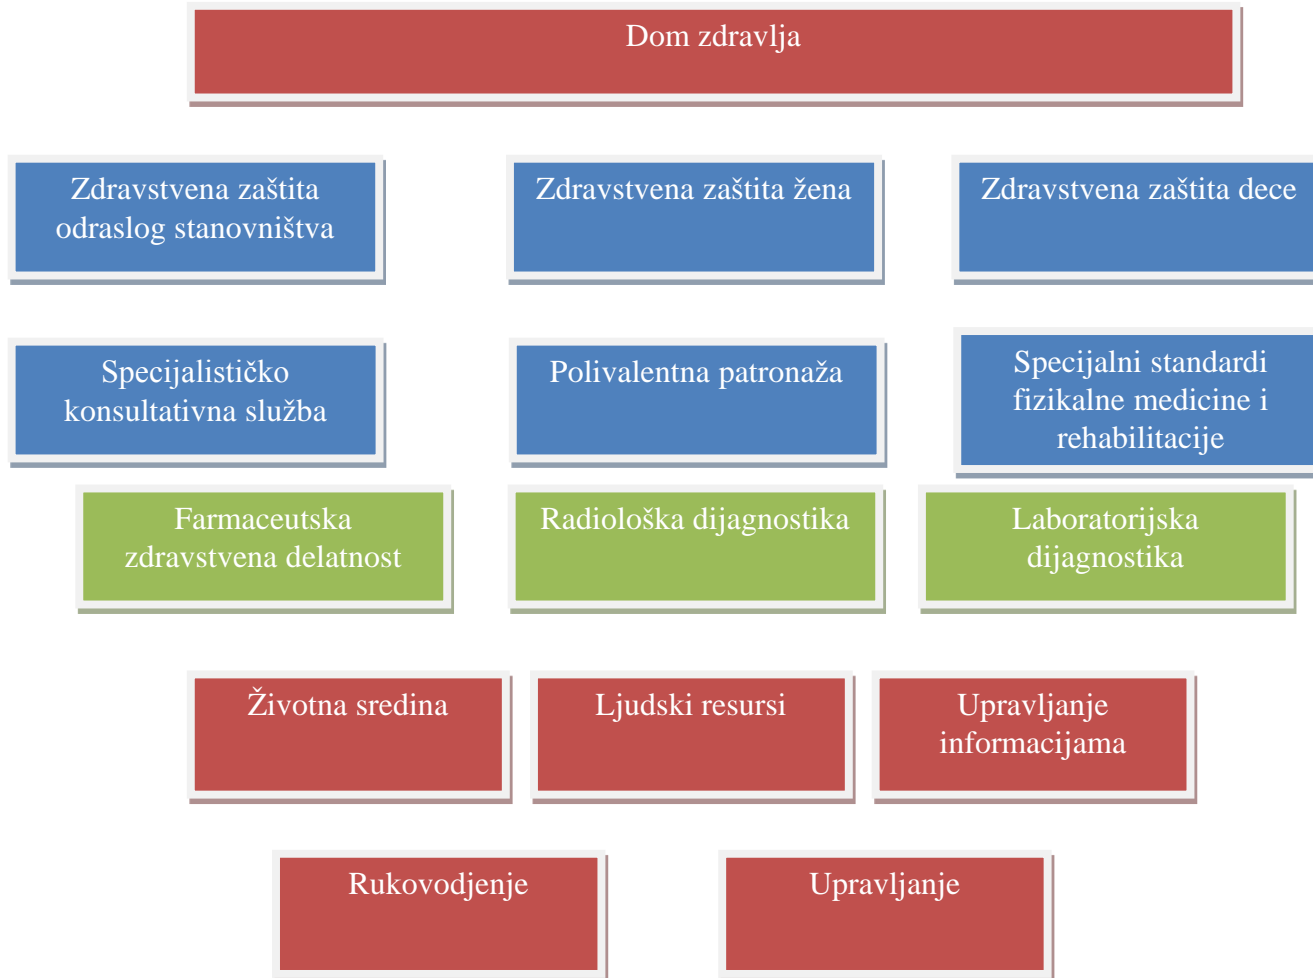 Dom zdravlja
Zdravstvena zaštita
odraslog stanovništva
Zdravstvena zaštita žena
Zdravstvena zaštita dece
Specijalističko
konsultativna služba
Polivalentna patronaža
Specijalni standardi
fizikalne medicine i
rehabilitacije
Farmaceutska
zdravstvena delatnost
Radiološka dijagnostika
Laboratorijska
dijagnostika
Životna sredina
Ljudski resursi
Upravljanje
informacijama
Rukovodjenje
Upravljanje